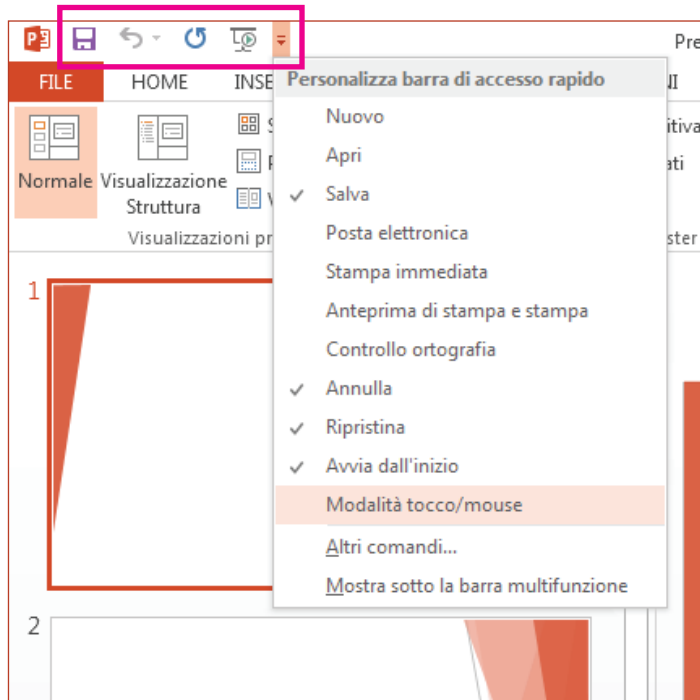 Pre
FILE HOME INSE
Personalizza barra di accesso rapido
Nuovo
Apri
Salva
Posta elettronica
Stampa immediata
Anteprima di stampa e stampa
Controllo ortografia
Annulla
Ripristina
Avvia dall'inizio
Modalità tocco/mouse
Altri comandi...
Mostra sotto la barra multifunzione
Normale
Visualizzazione
Struttura
Visualizzazioni pr
itiva
ati
ster
1
2